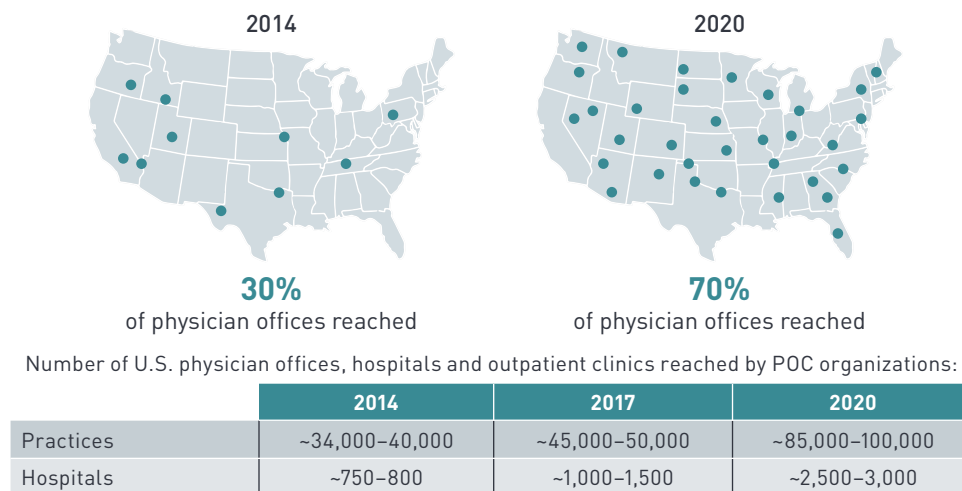 2014
2020
30%
of physician offices reached
70%
of physician offices reached
Number of U.S. physician offices, hospitals and outpatient clinics reached by POC organizations:
2014 2017 2020
Practices ~34,000–40,000 ~45,000–50,000 ~85,000–100,000
Hospitals ~750–800 ~1,000–1,500 ~2,500–3,000